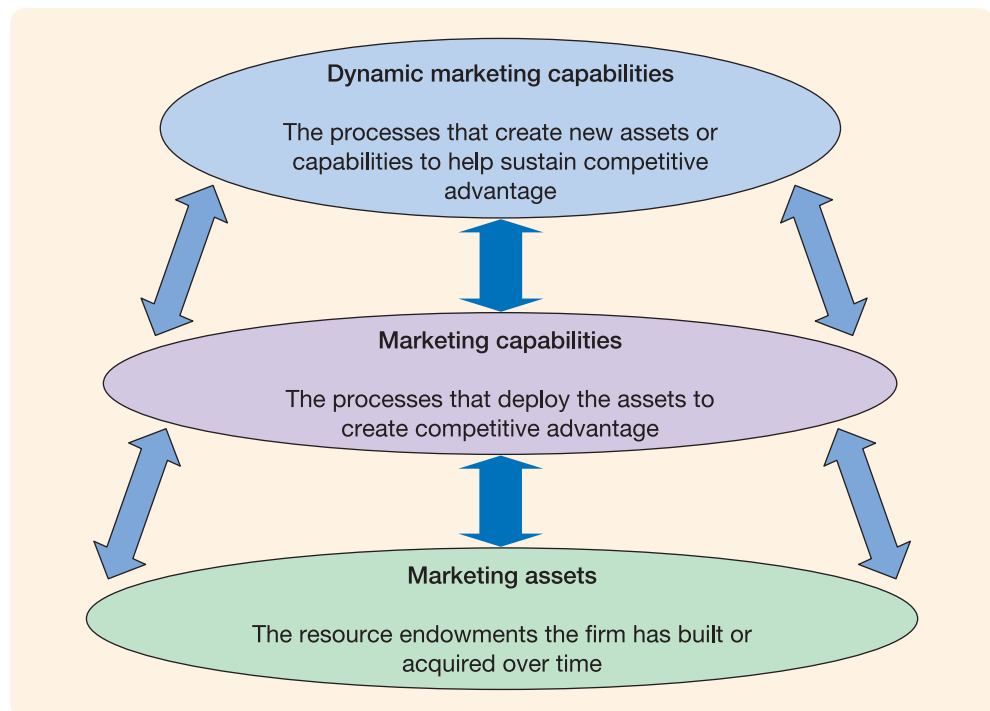 Dynamic marketing capabilities
The processes that create new assets or
capabilities to help sustain competitive
advantage
Marketing capabilities
The processes that deploy the assets to
create competitive advantage
Marketing assets
The resource endowments the firm has built or
acquired over time